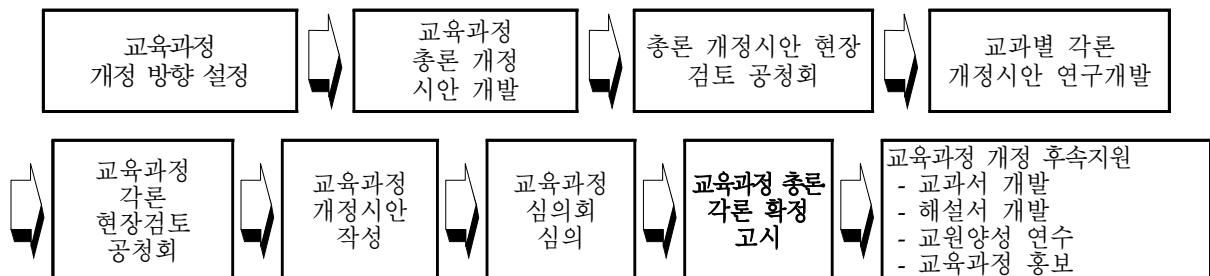 교육과정
개정 방향 설정
교육과정
총론 개정
시안 개발
총론 개정시안 현장
검토 공청회
교과별 각론
개정시안 연구개발
교육과정
각론
현장검토
공청회
교육과정
개정시안
작성
교육과정
심의회
심의
교육과정 총론
각론 확정
고시
교육과정 개정 후속지원
- 교과서 개발
- 해설서 개발
- 교원양성 연수
- 교육과정 홍보